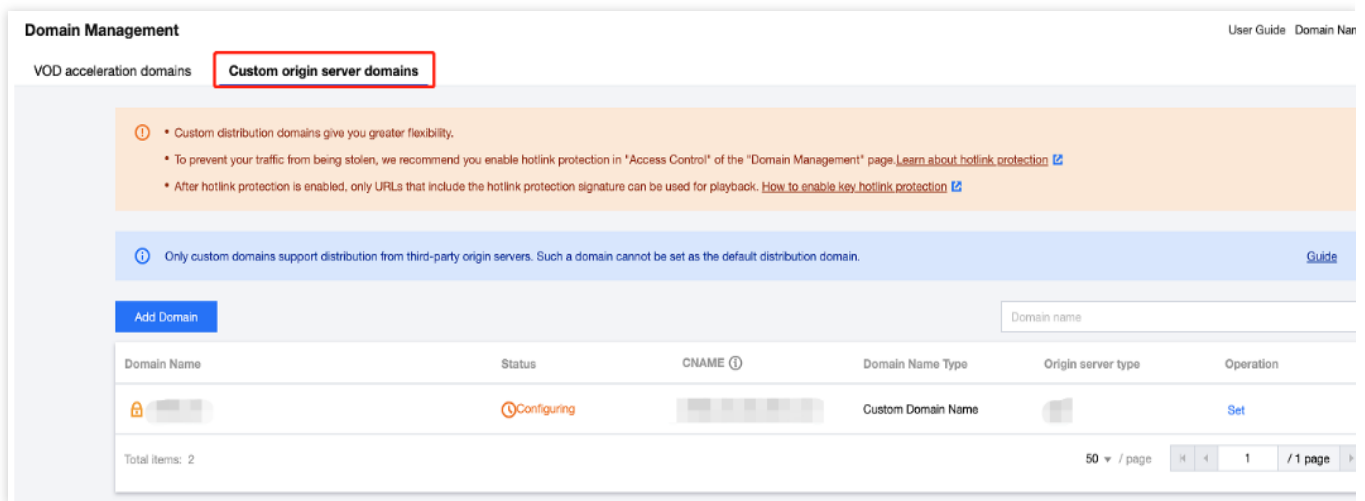 Domain Management
User Guide Domain Nam
VOD acceleration domains
Custom origin server domains
• Custom distribution domains give you greater flexibility.
• To prevent your traffic from being stolen, we recommend you enable hotlink protection in "Access Control" of the "Domain Management" page.Learn about hotlink protection
• After hotlink protection is enabled, only URLs that include the hotlink protection signature can be used for playback. How to enable key hotlink protection
Only custom domains support distribution from third-party origin servers. Such a domain cannot be set as the default distribution domain.
Guide
Add Domain
Domain name
Domain Name Status CNAME Domain Name Type Origin server type Operation
Configuring Custom Domain Name Set
Total items: 2
50 / page 1 / 1 page